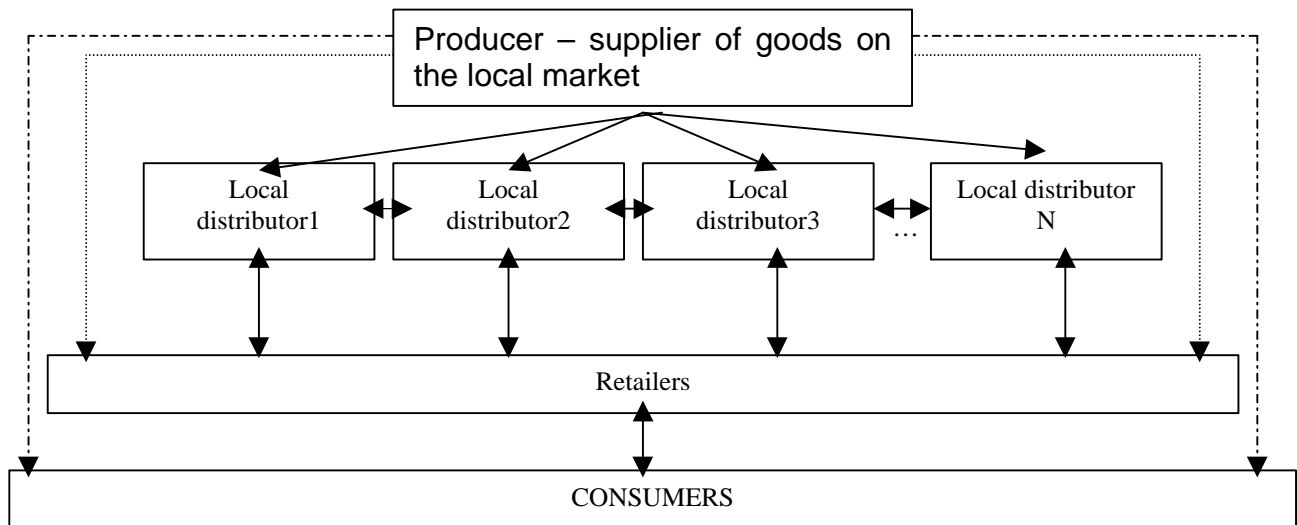 Producer – supplier of goods on
the local market
Local
distributor1
Local
distributor2
Local
distributor3
…
Local distributor
N
Retailers
CONSUMERS